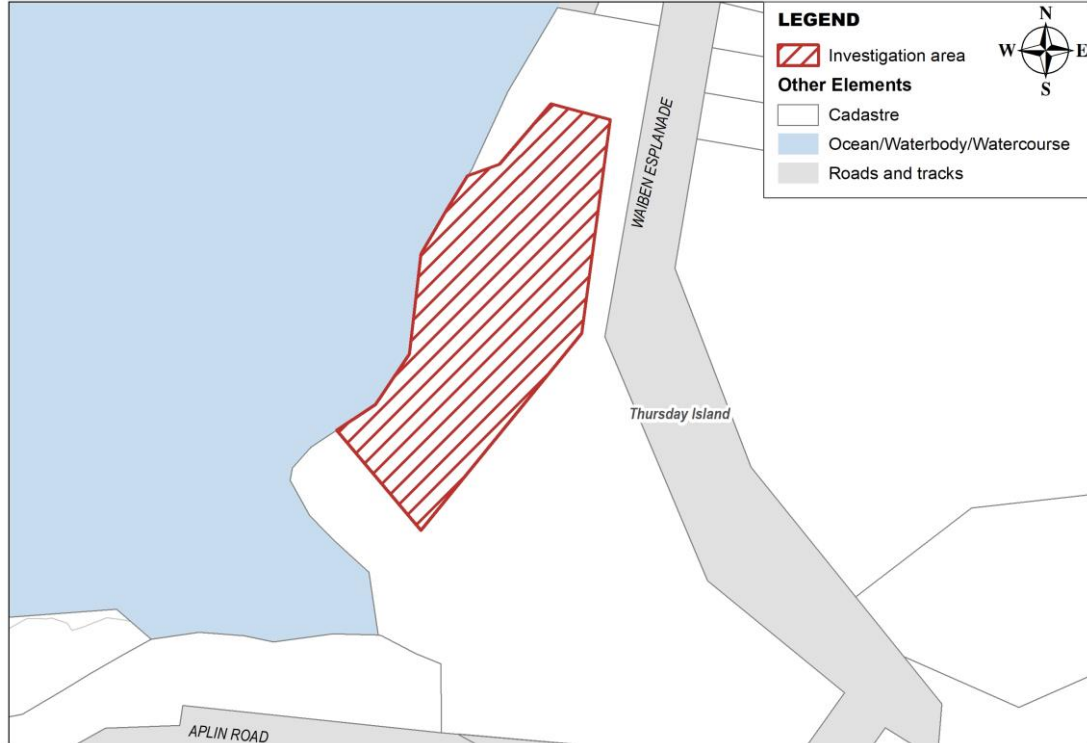 LEGEND
N
W E
S
Investigation area
Other Elements
Cadastre
Ocean/Waterbody/Watercourse
Roads and tracks
WAIBEN ESPLANADE
Thursday Island
APLIN ROAD